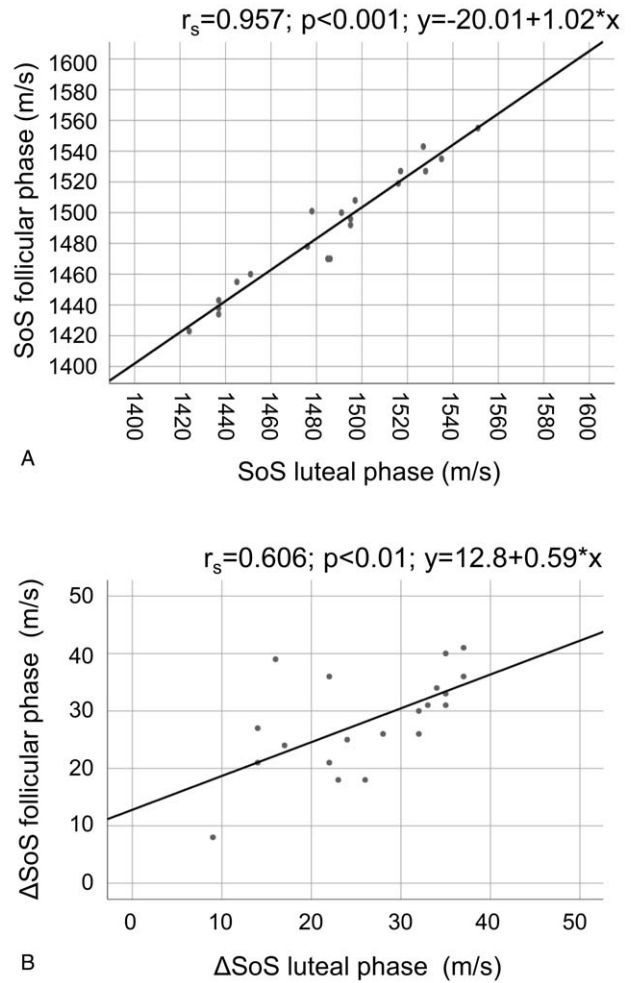 rs=0.957; p<0.001; y=-20.01+1.02*x
SoS follicular phase (m/s)
1600
1580
1560
1540
1520
1500
1480
1460
1440
1420
1400
1400 1420 1440 1460 1480 1500 1520 1540 1560 1580 1600
A
SoS luteal phase (m/s)
rs=0.606; p<0.01; y=12.8+0.59*x
ΔSoS follicular phase (m/s)
50
40
30
20
10
0
0 10 20 30 40 50
B
ΔSoS luteal phase (m/s)